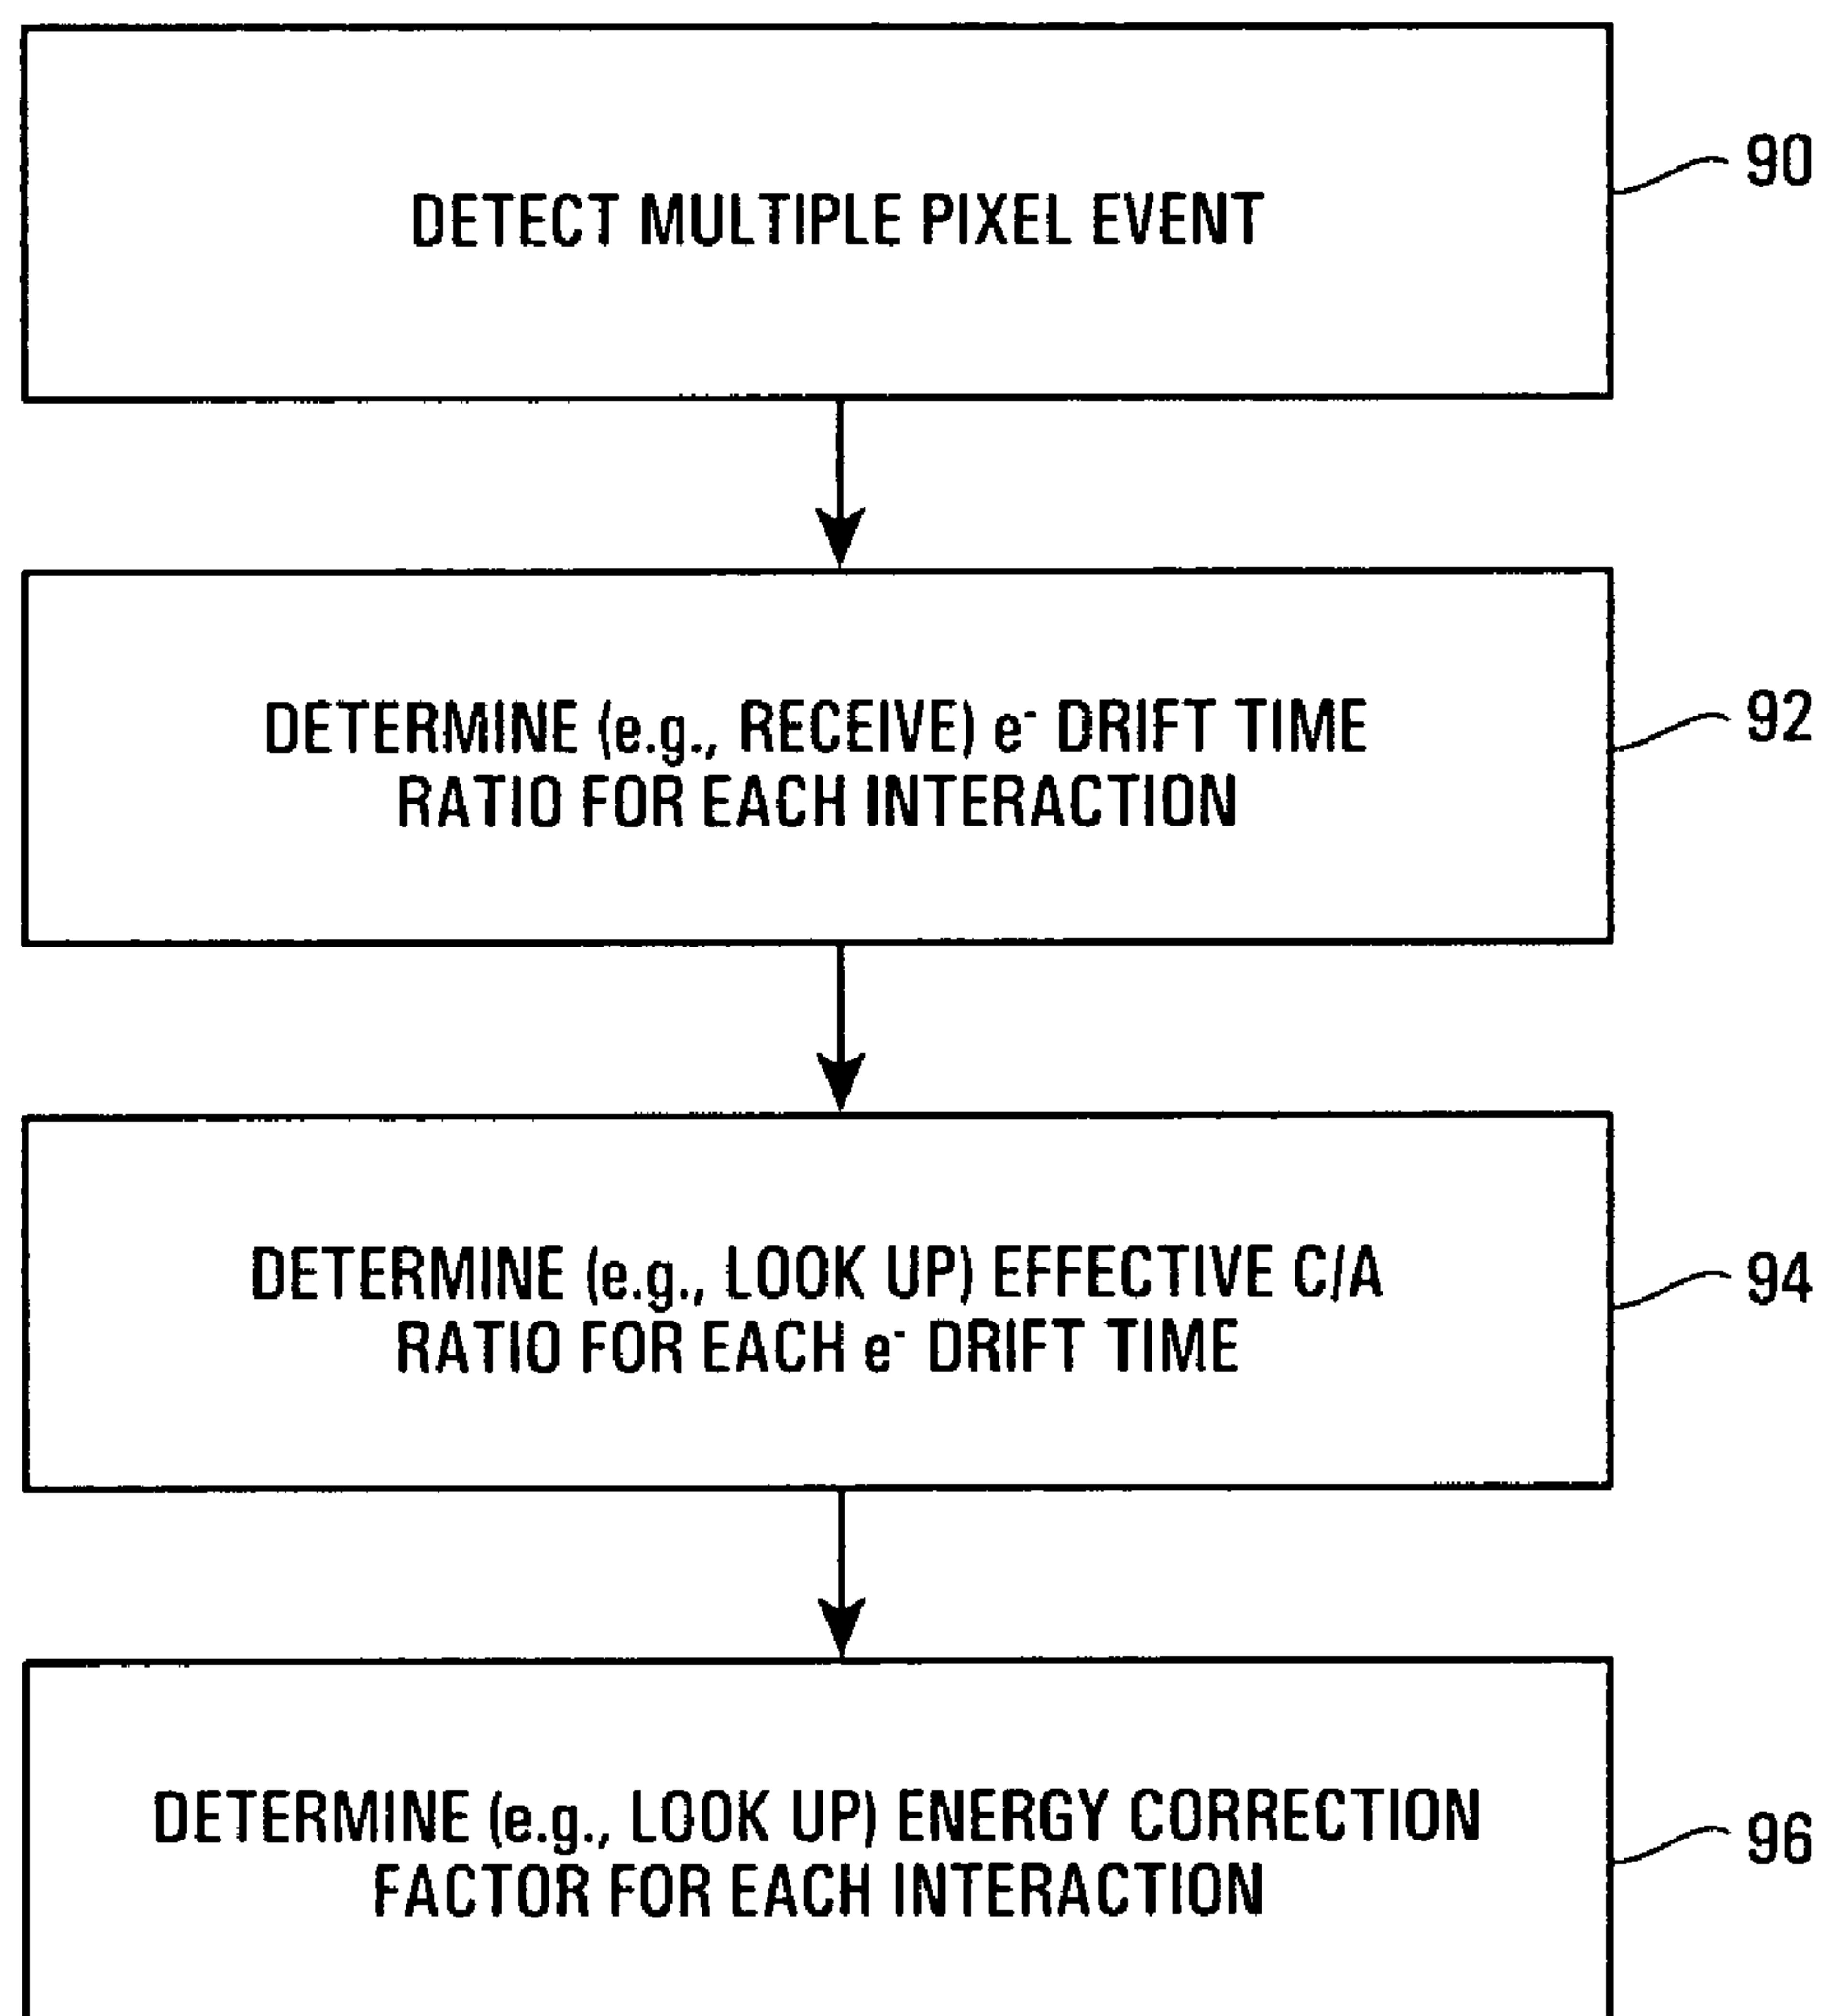 DETECT MULTIPLE PIXEL EVENT
90
DETERMINE (e.g., RECEIVE) e⁻ DRIFT TIME
RATIO FOR EACH INTERACTION
92
DETERMINE (e.g., LOOK UP) EFFECTIVE C/A
RATIO FOR EACH e⁻ DRIFT TIME
94
DETERMINE (e.g., LOOK UP) ENERGY CORRECTION
FACTOR FOR EACH INTERACTION
96